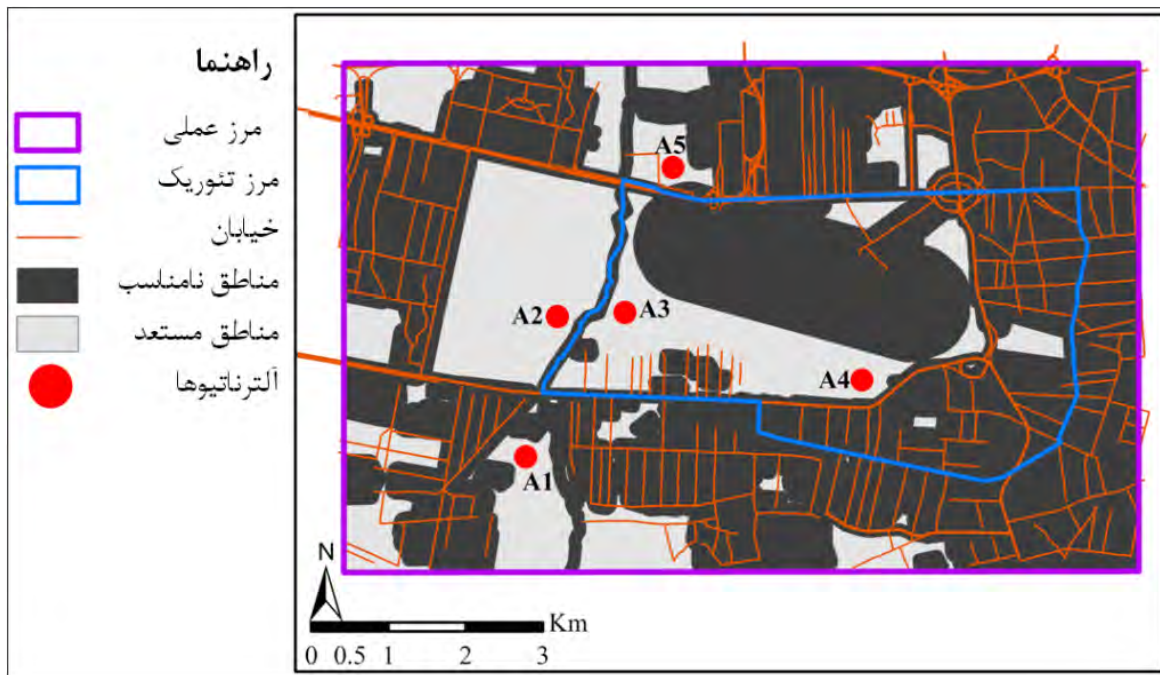 راهنما
مرز عملی
مرز تئوریک
خیابان
مناطق نامناسب
مناطق مستعد
آلترناتیوها
A5
A2
A3
A4
A1
N
Km
0 0.5 1 2 3